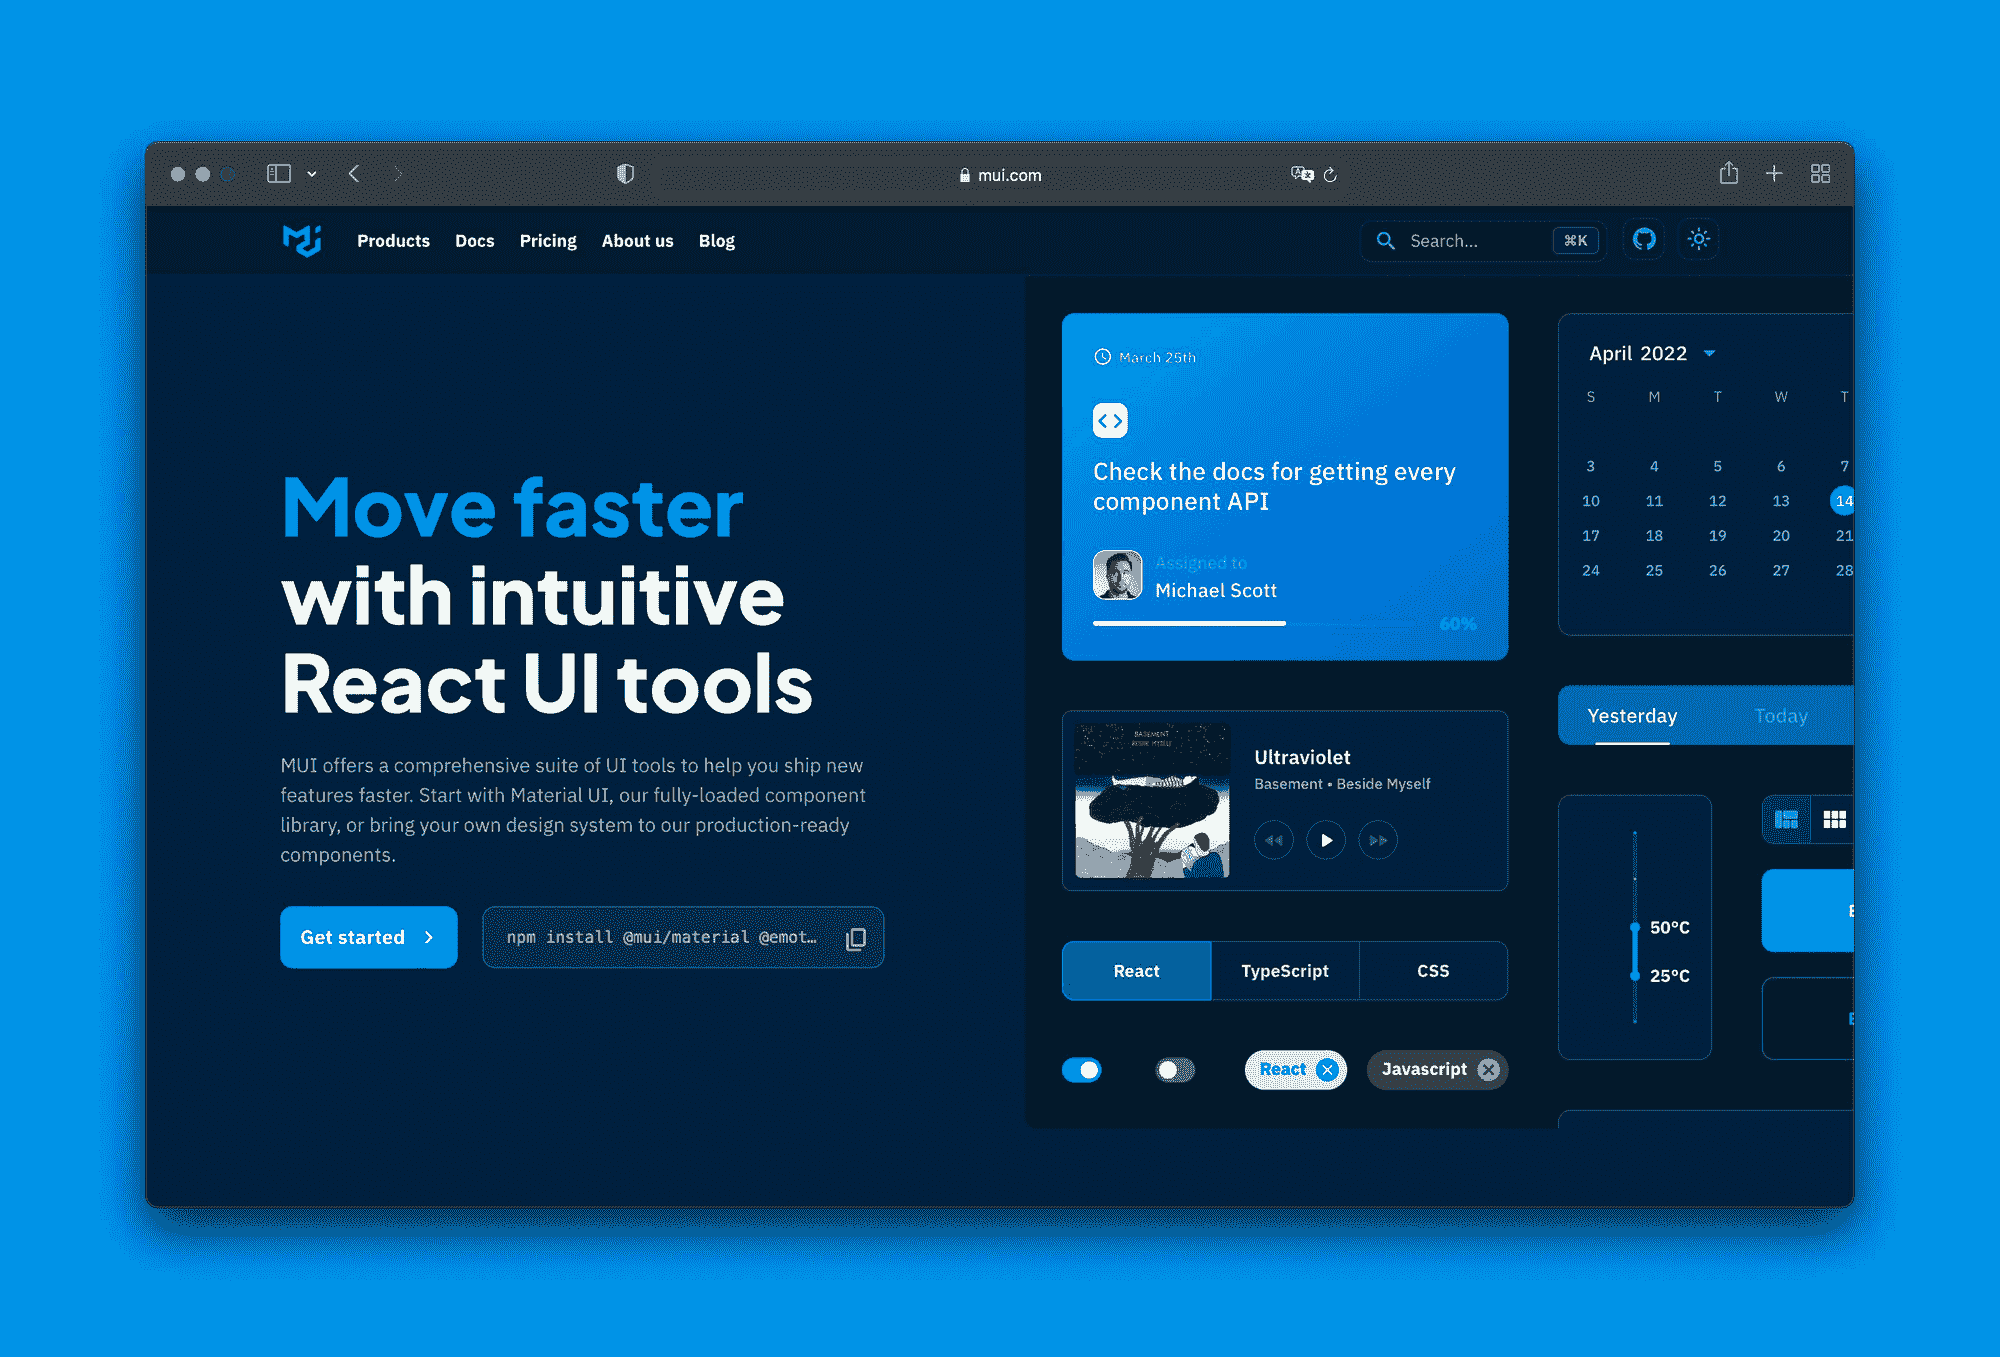 mui.com
Products Docs Pricing About us Blog
Search... ⌘K
Move faster
with intuitive
React UI tools
MUI offers a comprehensive suite of UI tools to help you ship new
features faster. Start with Material UI, our fully-loaded component
library, or bring your own design system to our production-ready
components.
Get started
npm install @mui/material @emot...
March 25th
Check the docs for getting every
component API
Assigned to
Michael Scott
60%
BASEMENT
BESIDE MYSELF
Ultraviolet
Basement • Beside Myself
React TypeScript CSS
React Javascript
April 2022
S M T W T
3 4 5 6 7
10 11 12 13 14
17 18 19 20 21
24 25 26 27 28
Yesterday Today
50°C
25°C